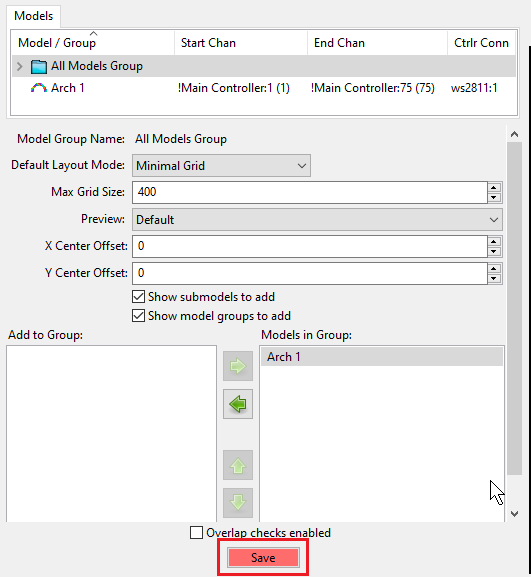 Models
Model / Group Start Chan End Chan Ctrlr Conn
All Models Group
Arch 1 !Main Controller:1 (1) !Main Controller:75 (75) ws2811:1
Model Group Name: All Models Group
Default Layout Mode: Minimal Grid
Max Grid Size: 400
Preview: Default
X Center Offset: 0
Y Center Offset: 0
Show submodels to add
Show model groups to add
Add to Group: Models in Group:
Arch 1
Overlap checks enabled
Save